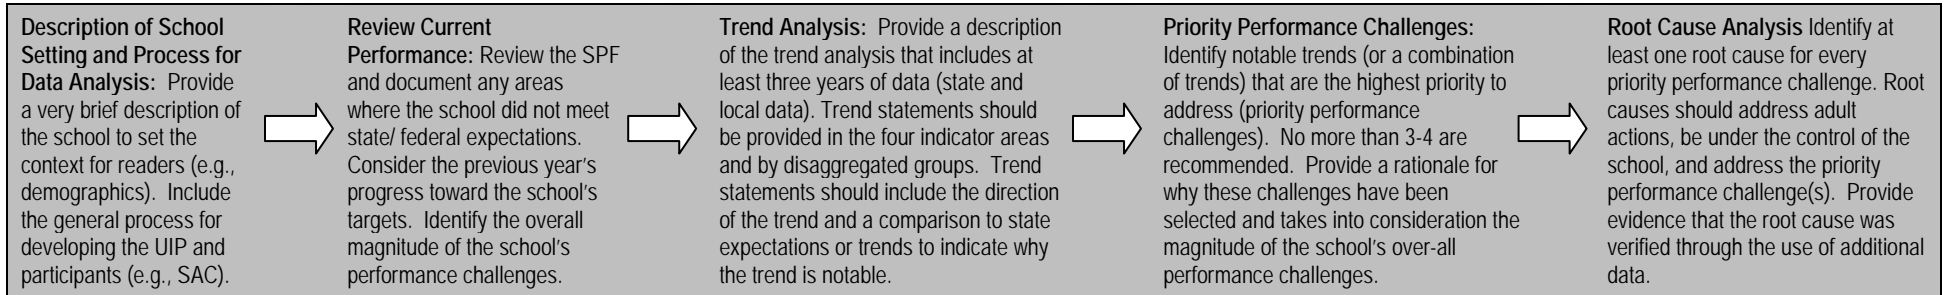 Description of School
Setting and Process for
Data Analysis: Provide
a very brief description of
the school to set the
context for readers (e.g.,
demographics). Include
the general process for
developing the UIP and
participants (e.g., SAC).
Review Current
Performance: Review the SPF
and document any areas
where the school did not meet
state/ federal expectations.
Consider the previous year's
progress toward the school's
targets. Identify the overall
magnitude of the school's
performance challenges.
Trend Analysis: Provide a description
of the trend analysis that includes at
least three years of data (state and
local data). Trend statements should
be provided in the four indicator areas
and by disaggregated groups. Trend
statements should include the direction
of the trend and a comparison to state
expectations or trends to indicate why
the trend is notable.
Priority Performance Challenges:
Identify notable trends (or a combination
of trends) that are the highest priority to
address (priority performance
challenges). No more than 3-4 are
recommended. Provide a rationale for
why these challenges have been
selected and takes into consideration the
magnitude of the school's over-all
performance challenges.
Root Cause Analysis Identify at
least one root cause for every
priority performance challenge. Root
causes should address adult
actions, be under the control of the
school, and address the priority
performance challenge(s). Provide
evidence that the root cause was
verified through the use of additional
data.